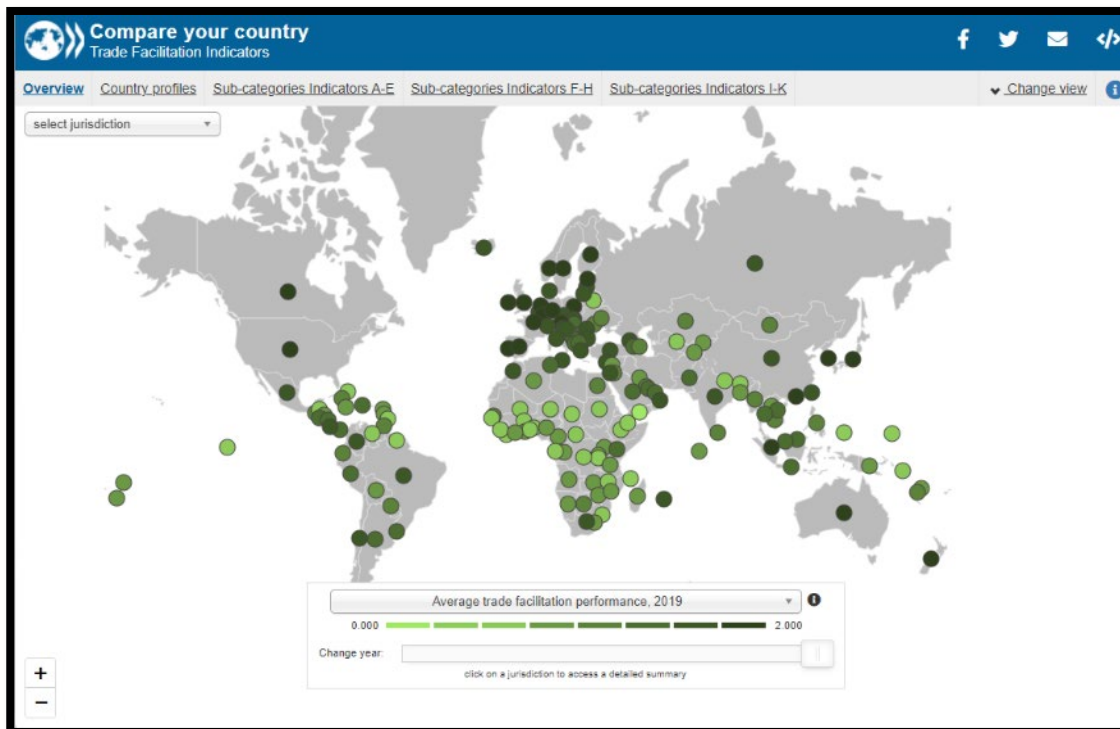 Compare your country
Trade Facilitation Indicators
Overview Country profiles Sub-categories Indicators A-E Sub-categories Indicators F-H Sub-categories Indicators I-K Change view
select jurisdiction
Average trade facilitation performance, 2019
0.000 2.000
Change year:
click on a jurisdiction to access a detailed summary
+
−